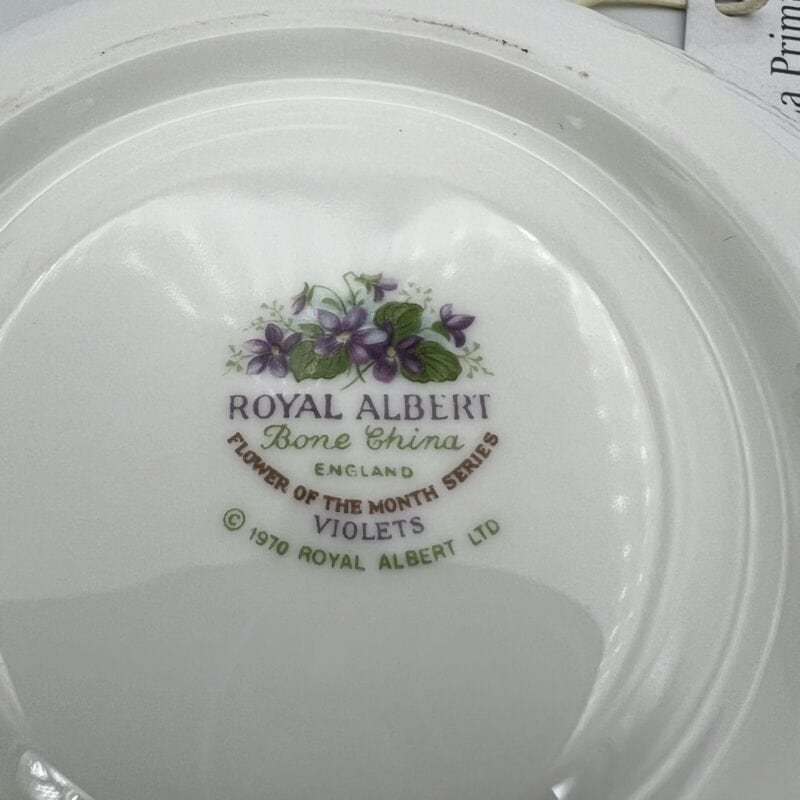 ROYAL ALBERT
Bone China
ENGLAND
FLOWER OF THE MONTH SERIES
VIOLETS
© 1970 ROYAL ALBERT LTD